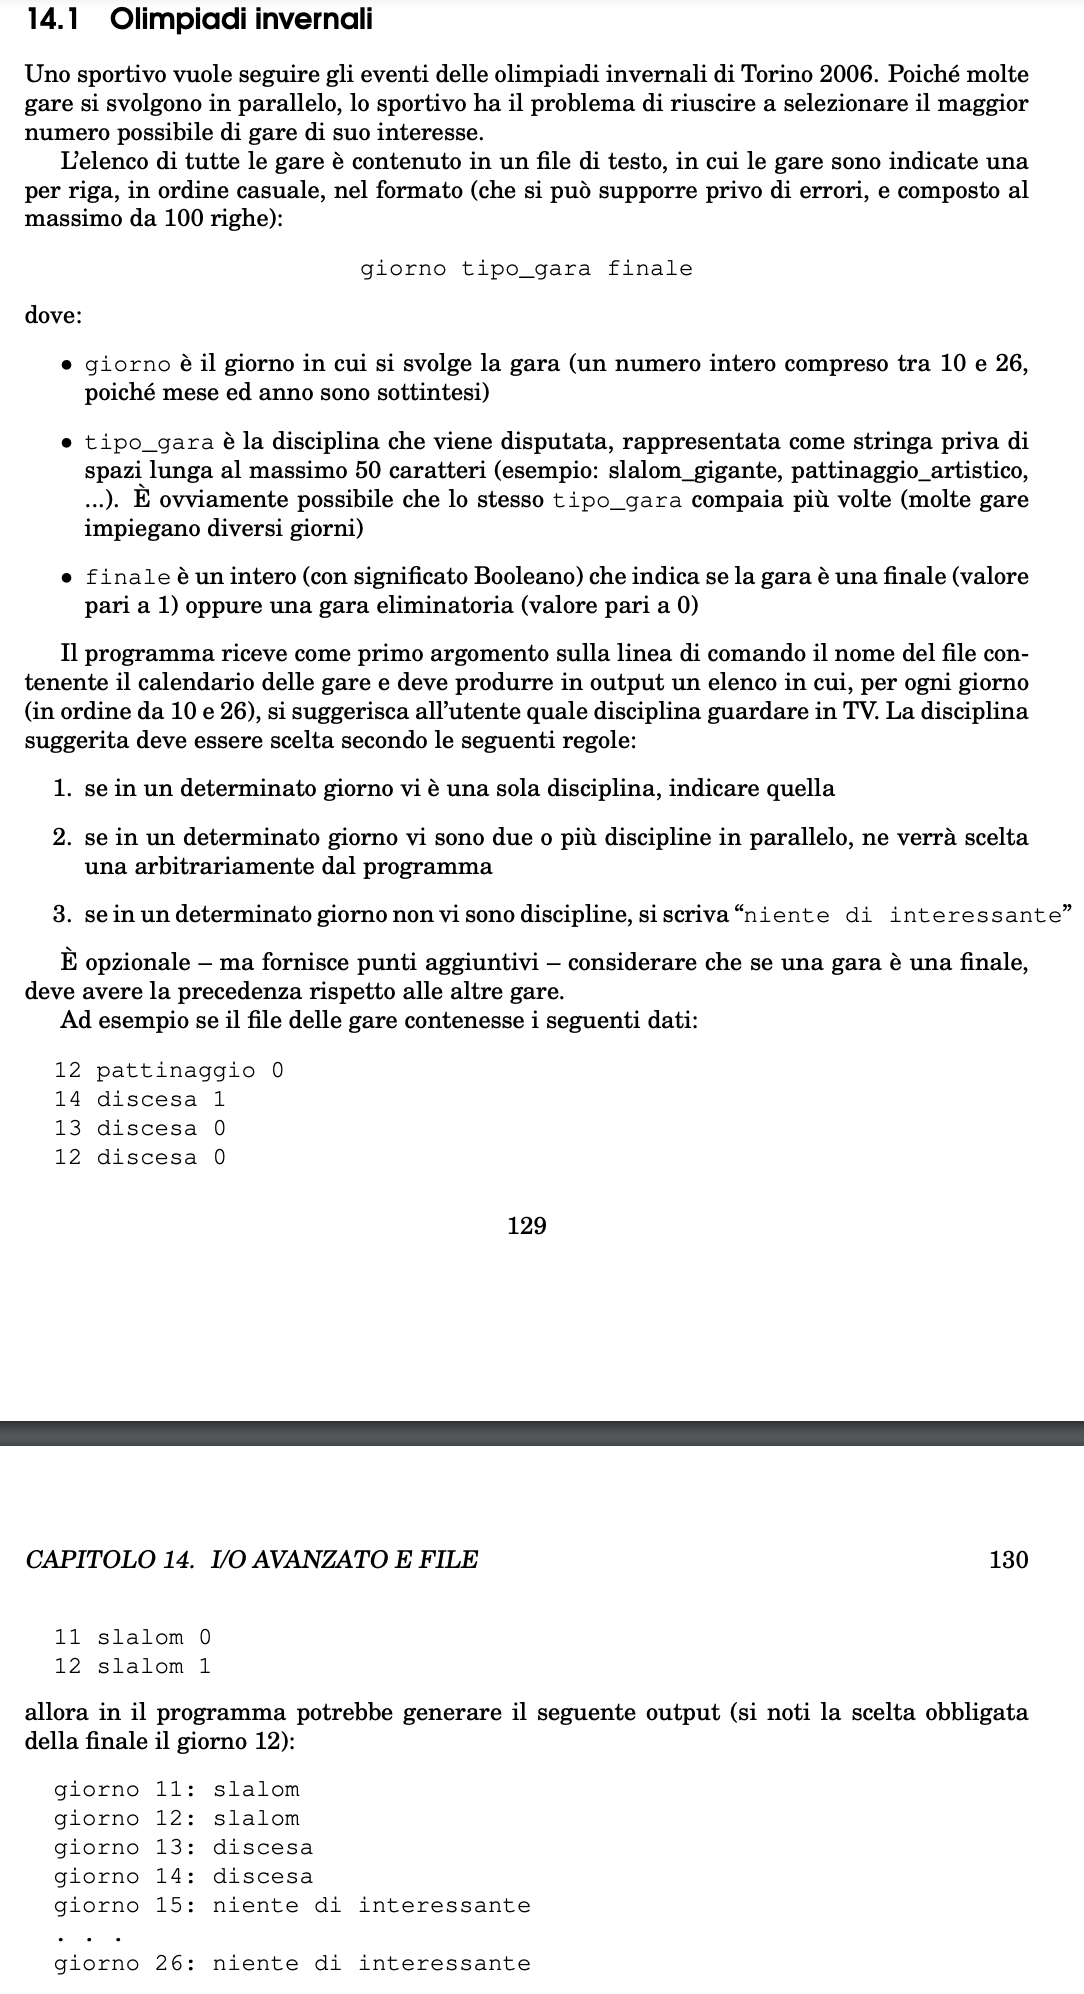 14.1 Olimpiadi invernali
Uno sportivo vuole seguire gli eventi delle olimpiadi invernali di Torino 2006. Poiché molte
gare si svolgono in parallelo, lo sportivo ha il problema di riuscire a selezionare il maggior
numero possibile di gare di suo interesse.
L'elenco di tutte le gare è contenuto in un file di testo, in cui le gare sono indicate una
per riga, in ordine casuale, nel formato (che si può supporre privo di errori, e composto al
massimo da 100 righe):
giorno tipo_gara finale
dove:
• giorno è il giorno in cui si svolge la gara (un numero intero compreso tra 10 e 26,
poiché mese ed anno sono sottintesi)
• tipo_gara è la disciplina che viene disputata, rappresentata come stringa priva di
spazi lunga al massimo 50 caratteri (esempio: slalom_gigante, pattinaggio_artistico,
...). È ovviamente possibile che lo stesso tipo_gara compaia più volte (molte gare
impiegano diversi giorni)
• finale è un intero (con significato Booleano) che indica se la gara è una finale (valore
pari a 1) oppure una gara eliminatoria (valore pari a 0)
Il programma riceve come primo argomento sulla linea di comando il nome del file con-
tenente il calendario delle gare e deve produrre in output un elenco in cui, per ogni giorno
(in ordine da 10 e 26), si suggerisca all'utente quale disciplina guardare in TV. La disciplina
suggerita deve essere scelta secondo le seguenti regole:
1. se in un determinato giorno vi è una sola disciplina, indicare quella
2. se in un determinato giorno vi sono due o più discipline in parallelo, ne verrà scelta
una arbitrariamente dal programma
3. se in un determinato giorno non vi sono discipline, si scriva “niente di interessante”
È opzionale – ma fornisce punti aggiuntivi – considerare che se una gara è una finale,
deve avere la precedenza rispetto alle altre gare.
Ad esempio se il file delle gare contenesse i seguenti dati:
12 pattinaggio 0
14 discesa 1
13 discesa 0
12 discesa 0
129
CAPITOLO 14. I/O AVANZATO E FILE 130
11 slalom 0
12 slalom 1
allora in il programma potrebbe generare il seguente output (si noti la scelta obbligata
della finale il giorno 12):
giorno 11: slalom
giorno 12: slalom
giorno 13: discesa
giorno 14: discesa
giorno 15: niente di interessante
. . .
giorno 26: niente di interessante